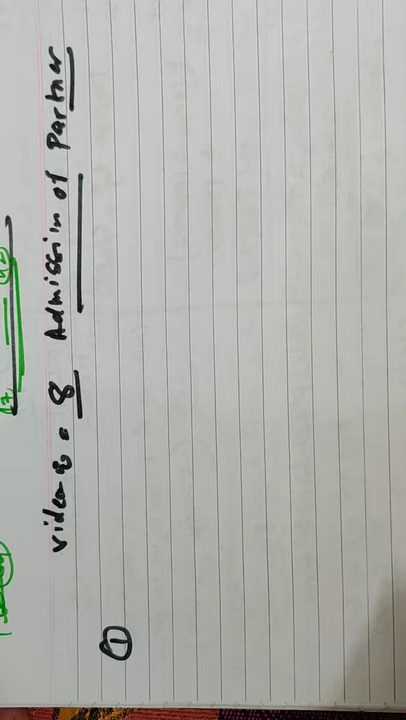 video = 8 Admission of Partner
①